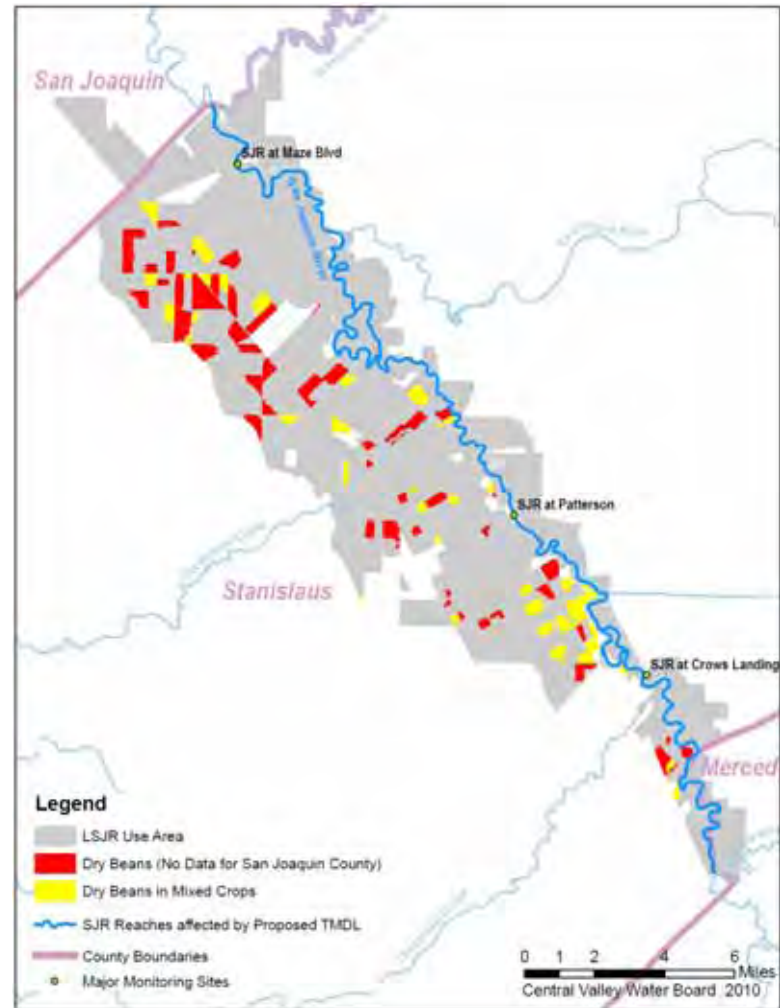 San Joaquin
SJR at Maze Blvd
SJR at Patterson
Stanislaus
SJR at Crows Landing
Merced
Legend
LSJR Use Area
Dry Beans (No Data for San Joaquin County)
Dry Beans in Mixed Crops
SJR Reaches affected by Proposed TMDL
County Boundaries
Major Monitoring Sites
0 1 2 4 6
Miles
Central Valley Water Board 2010